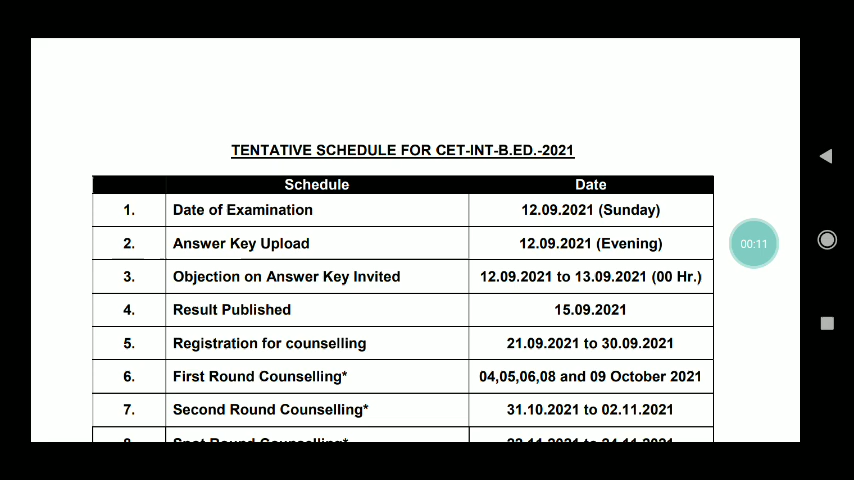 TENTATIVE SCHEDULE FOR CET-INT-B.ED.-2021
Schedule Date
1. Date of Examination 12.09.2021 (Sunday)
2. Answer Key Upload 12.09.2021 (Evening)
3. Objection on Answer Key Invited 12.09.2021 to 13.09.2021 (00 Hr.)
4. Result Published 15.09.2021
5. Registration for counselling 21.09.2021 to 30.09.2021
6. First Round Counselling* 04,05,06,08 and 09 October 2021
7. Second Round Counselling* 31.10.2021 to 02.11.2021
8. Spot Round Counselling*
00:11